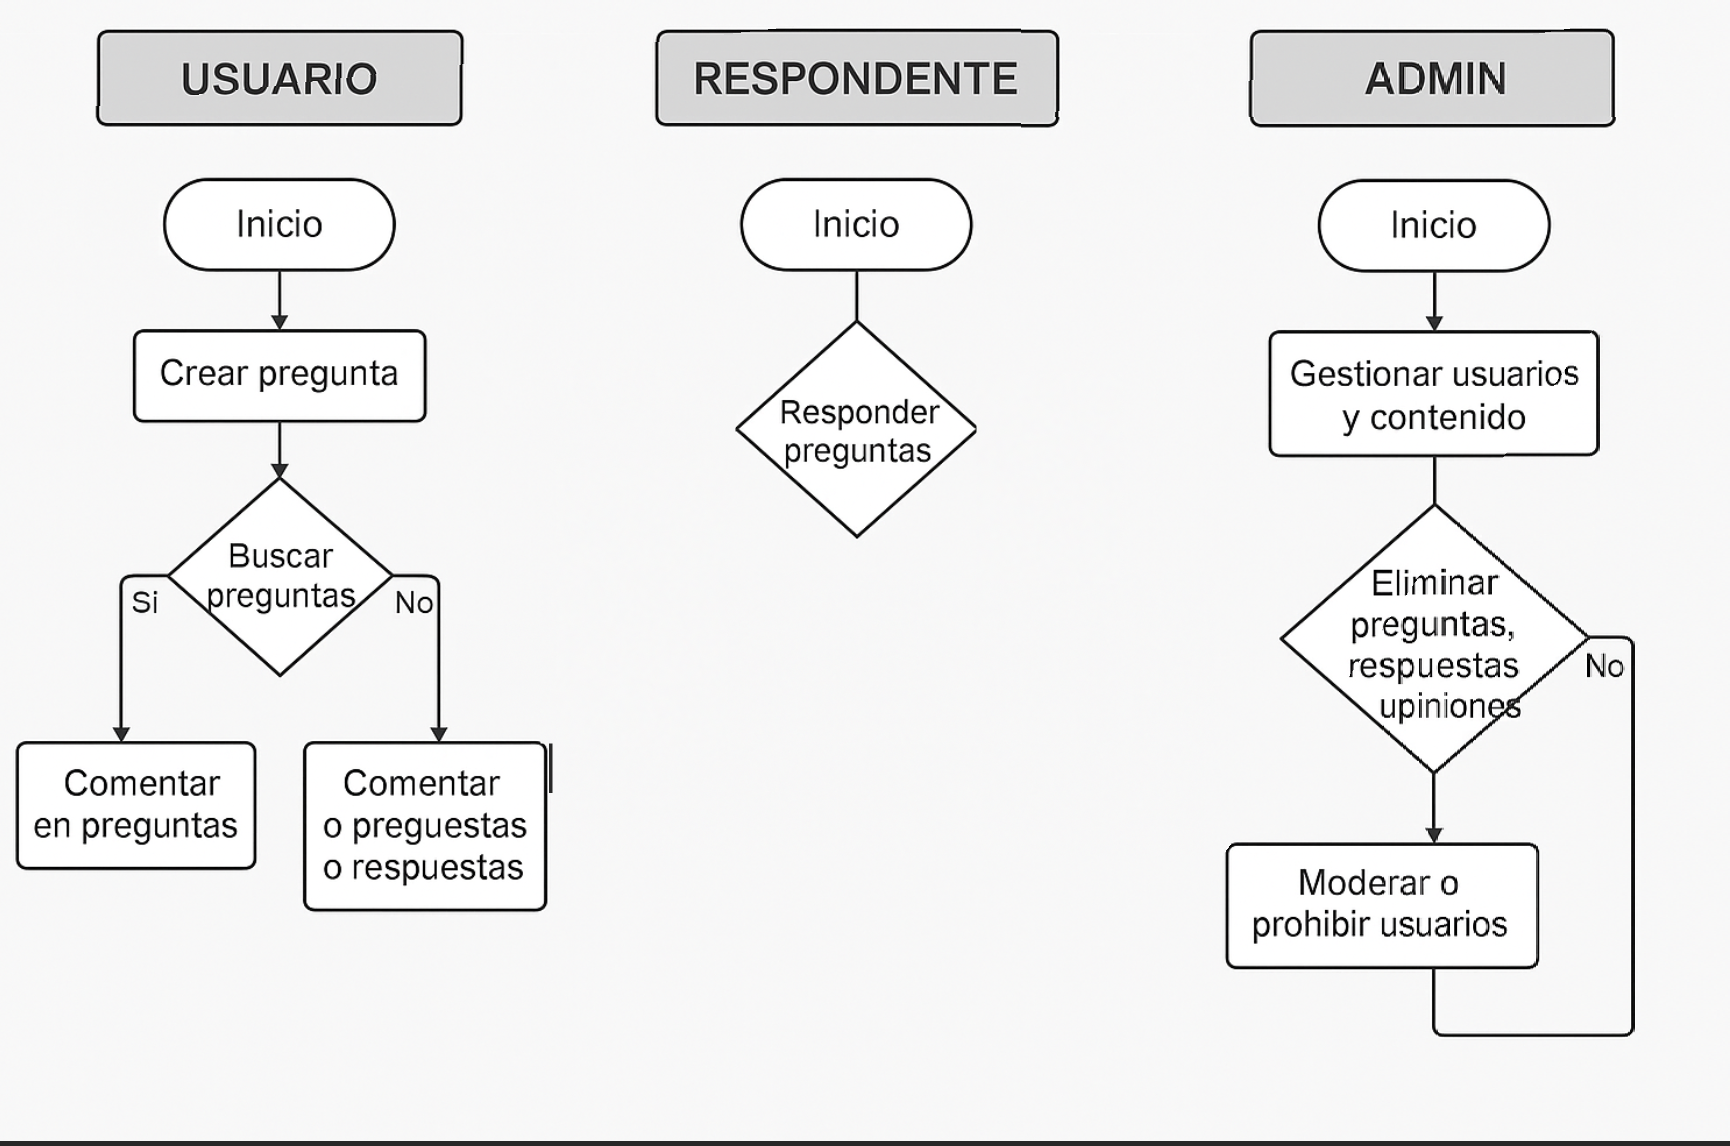 USUARIO
Inicio
Crear pregunta
Buscar
preguntas
Si
No
Comentar
en preguntas
Comentar
o preguestas
o respuestas
RESPONDENTE
Inicio
Responder
preguntas
ADMIN
Inicio
Gestionar usuarios
y contenido
Eliminar
preguntas,
respuestas
upiniones
No
Moderar o
prohibir usuarios